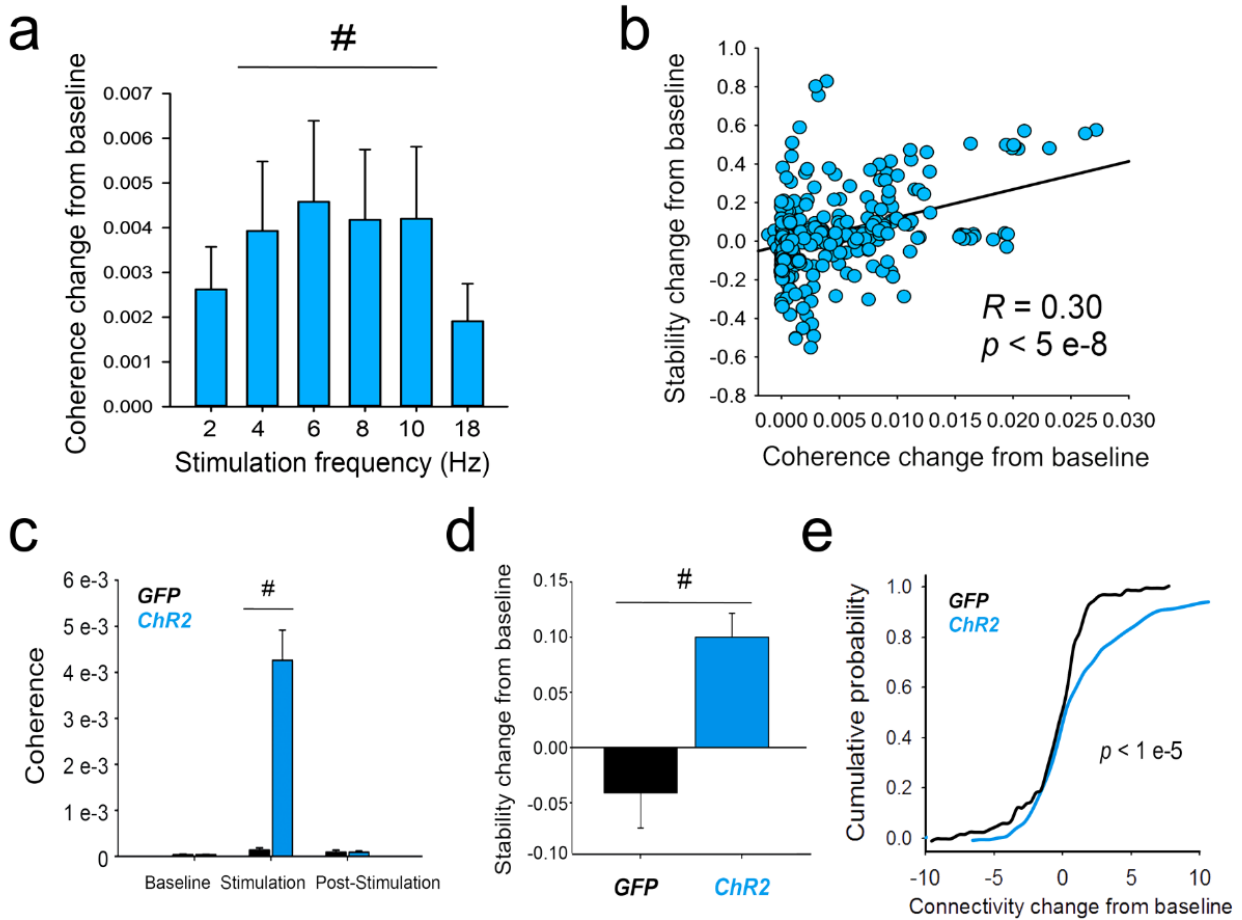 a
#
Coherence change from baseline
0.007
0.006
0.005
0.004
0.003
0.002
0.001
0.000
2 4 6 8 10 18
Stimulation frequency (Hz)
b
Stability change from baseline
1.0
0.8
0.6
0.4
0.2
0.0
-0.2
-0.4
-0.6
-0.8
R = 0.30
p < 5 e-8
0.000 0.005 0.010 0.015 0.020 0.025 0.030
Coherence change from baseline
c
Coherence
6 e-3
5 e-3
4 e-3
3 e-3
2 e-3
1 e-3
0
GFP
ChR2
#
Baseline Stimulation Post-Stimulation
d
Stability change from baseline
0.15
0.10
0.05
0.00
-0.05
-0.10
#
GFP ChR2
e
Cumulative probability
1.0
0.8
0.6
0.4
0.2
0.0
GFP
ChR2
p < 1 e-5
-10 -5 0 5 10
Connectivity change from baseline